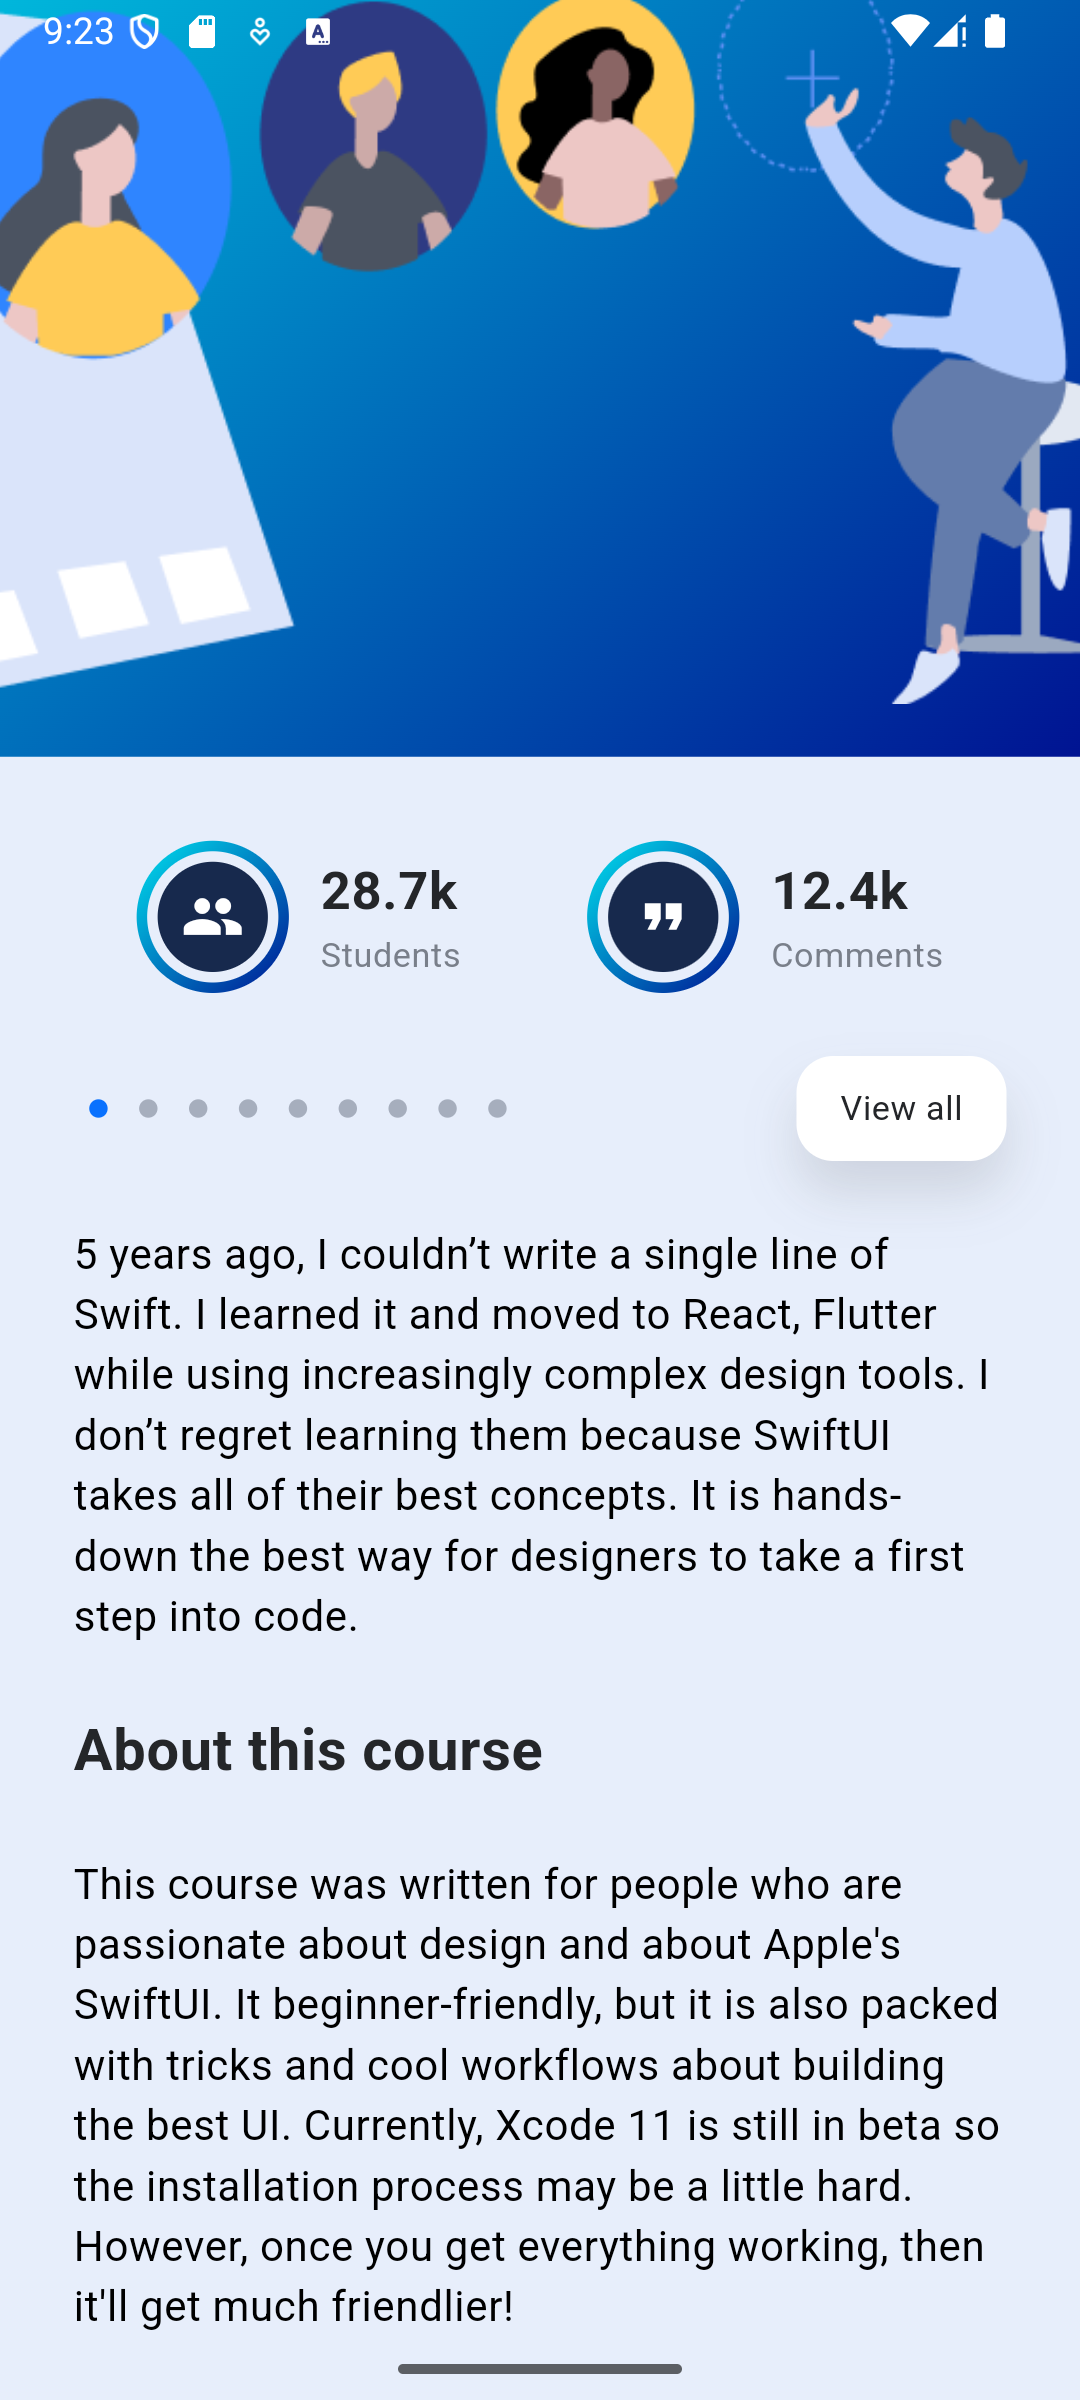 9:23
28.7k
Students
12.4k
Comments
View all
5 years ago, I couldn’t write a single line of
Swift. I learned it and moved to React, Flutter
while using increasingly complex design tools. I
don’t regret learning them because SwiftUI
takes all of their best concepts. It is hands-
down the best way for designers to take a first
step into code.
About this course
This course was written for people who are
passionate about design and about Apple's
SwiftUI. It beginner-friendly, but it is also packed
with tricks and cool workflows about building
the best UI. Currently, Xcode 11 is still in beta so
the installation process may be a little hard.
However, once you get everything working, then
it'll get much friendlier!